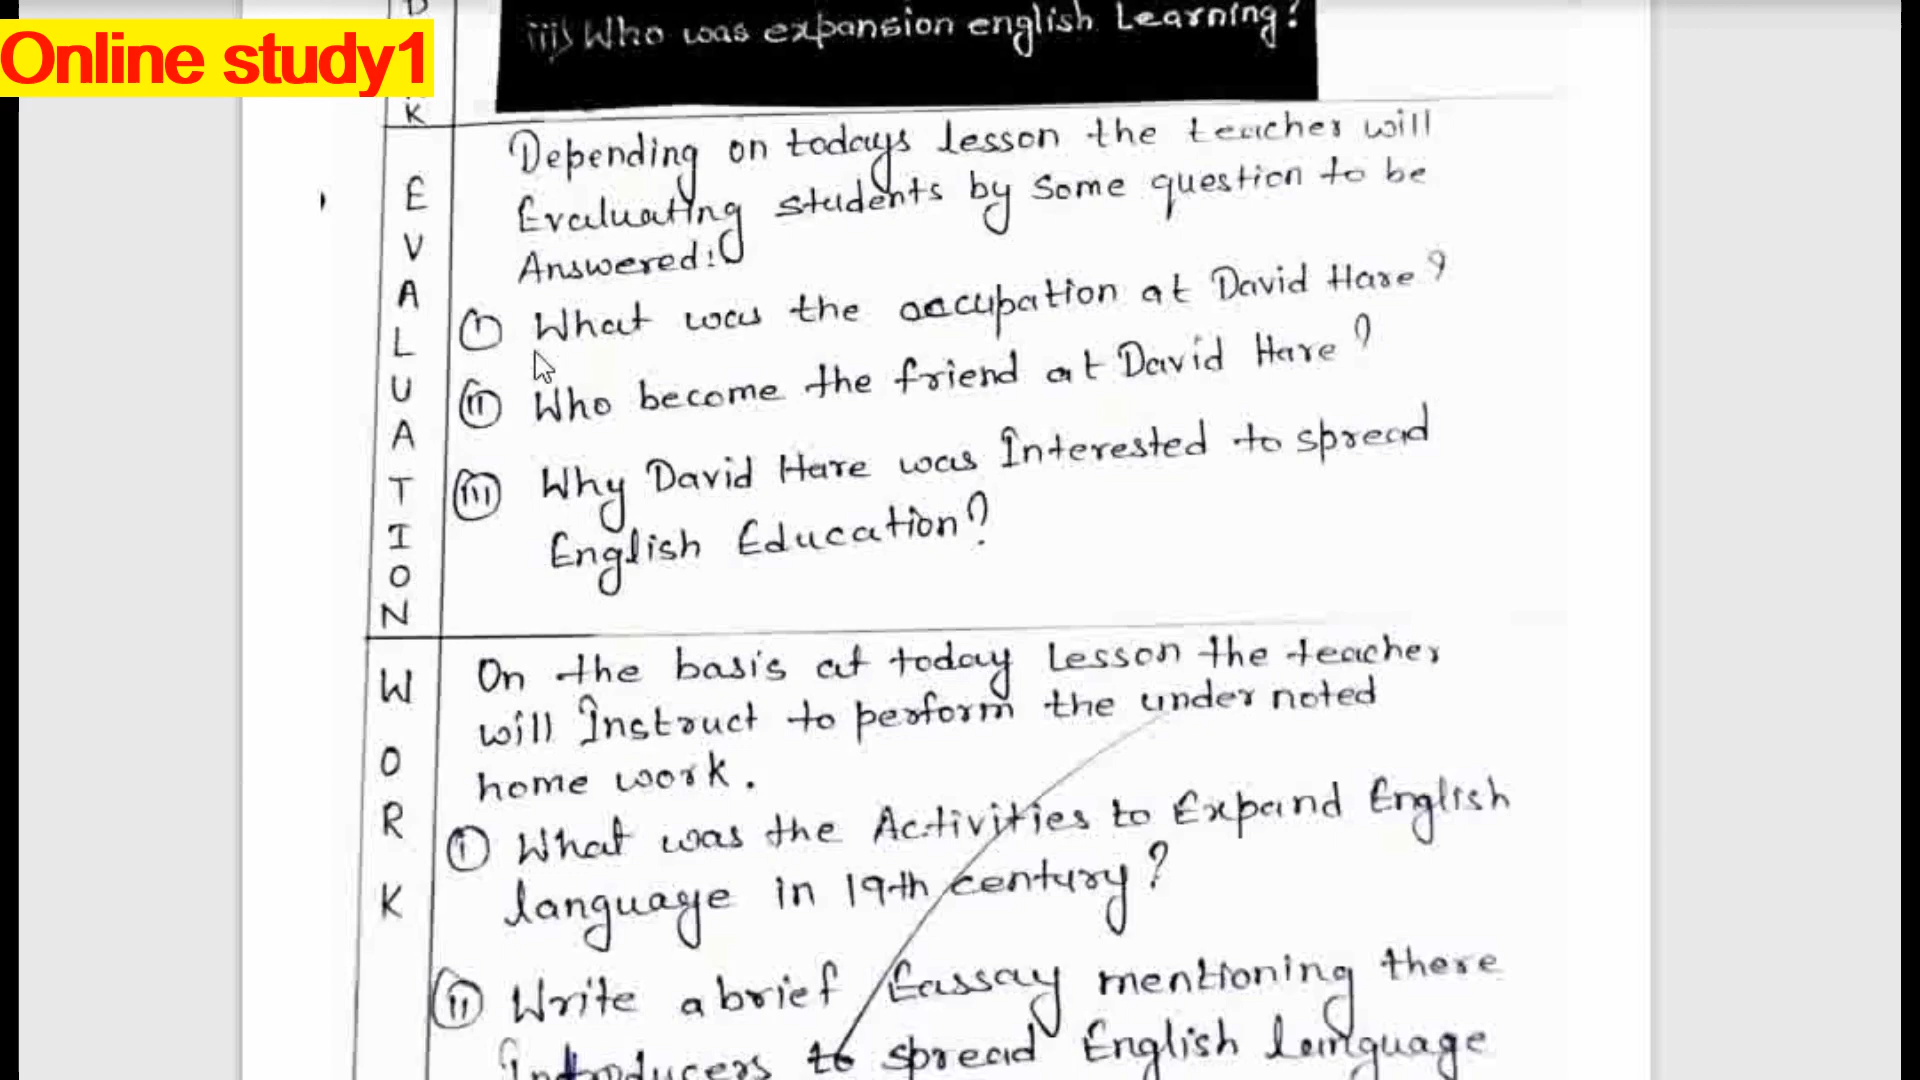 iii) Who was expansion english Learning?
Online study1
K
Depending on todays lesson the teacher will
Evaluating students by some question to be
Answered:
EVALUATION
i What was the occupation at David Hare?
ii Who become the friend at David Hare?
iii Why David Hare was Interested to spread
English Education?
WORK
On the basis at today Lesson the teacher
will Instruct to perform the under noted
home work.
i What was the Activities to Expand English
language in 19th century?
ii Write a brief Eassay mentioning there
Introducers to spread English language